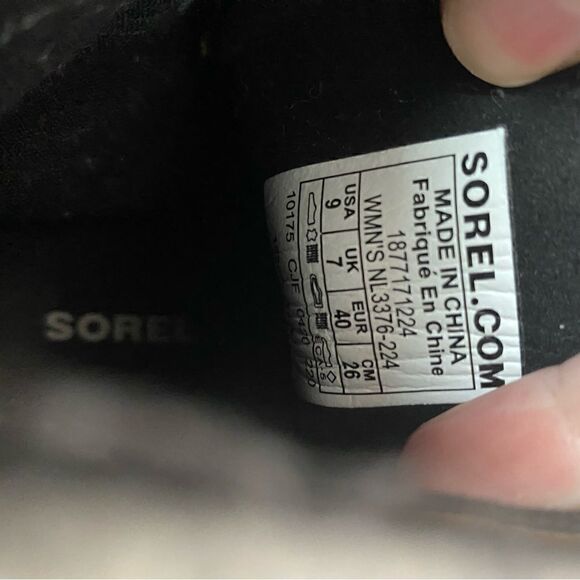 SOREL.COM
MADE IN CHINA
Fabriqué En Chine
1877171224
WMN'S NL3376-224
USA UK EUR CM
9 7 40 26
10175 CJF
SOREL